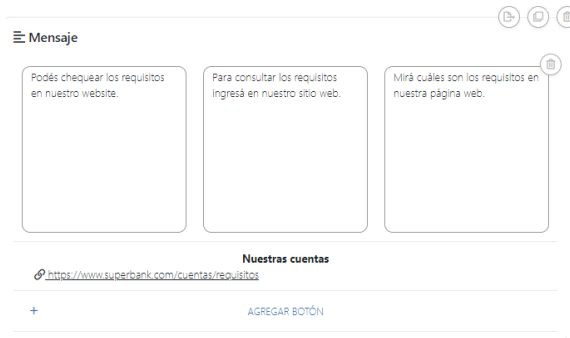 Mensaje
Podés chequear los requisitos
en nuestro website.
Para consultar los requisitos
ingresá en nuestro sitio web.
Mirá cuáles son los requisitos en
nuestra página web.
Nuestras cuentas
https://www.superbank.com/cuentas/requisitos
+ AGREGAR BOTÓN